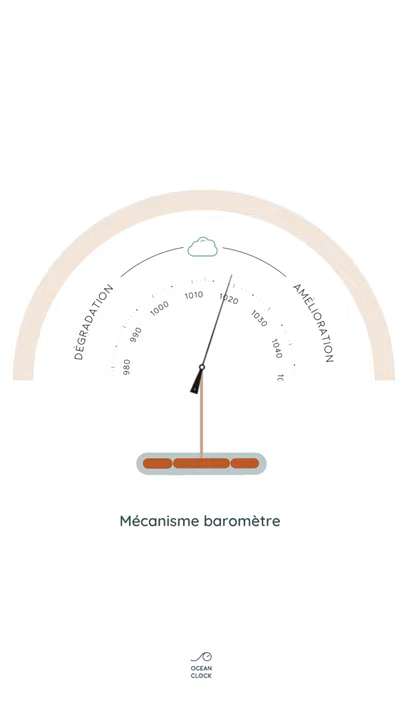 DÉGRADATION
AMÉLIORATION
980
990
1000
1010
1020
1030
1040
Mécanisme baromètre
OCEAN
CLOCK